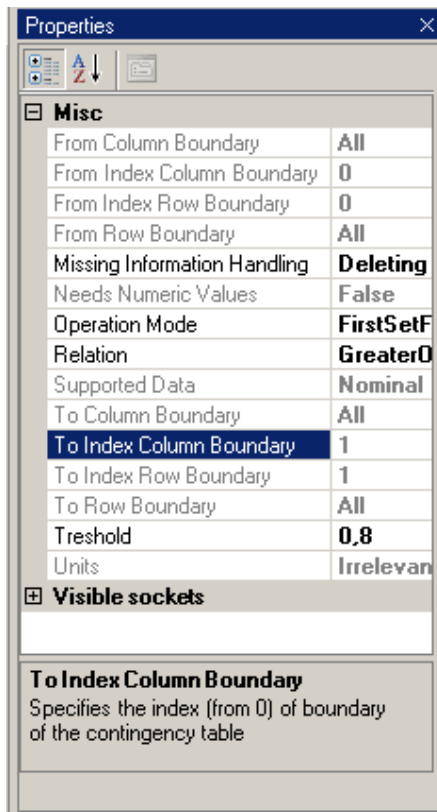 Properties
Misc
From Column Boundary All
From Index Column Boundary 0
From Index Row Boundary 0
From Row Boundary All
Missing Information Handling Deleting
Needs Numeric Values False
Operation Mode FirstSetF
Relation GreaterO
Supported Data Nominal
To Column Boundary All
To Index Column Boundary 1
To Index Row Boundary 1
To Row Boundary All
Treshold 0,8
Units Irrelevan
Visible sockets
To Index Column Boundary
Specifies the index (from 0) of boundary
of the contingency table